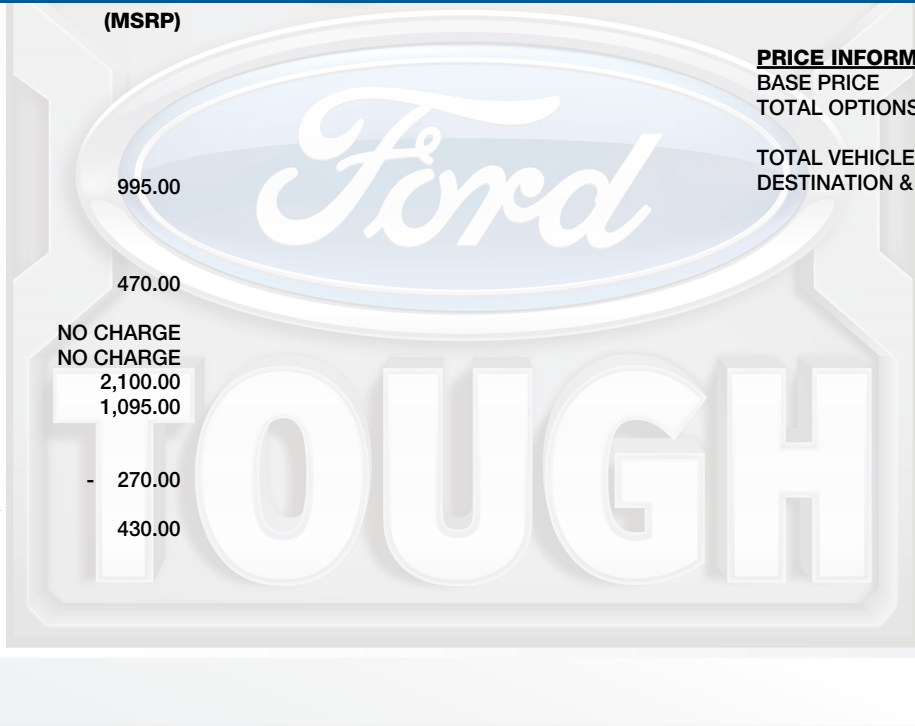 (MSRP)
995.00
470.00
NO CHARGE
NO CHARGE
2,100.00
1,095.00
- 270.00
430.00
PRICE INFORM
BASE PRICE
TOTAL OPTIONS
TOTAL VEHICLE
DESTINATION &
Ford
TOUGH